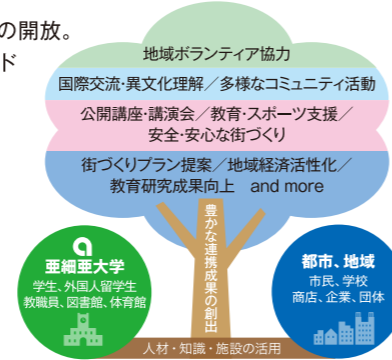 の開放。
ド
地域ボランティア協力
国際交流・異文化理解／多様なコミュニティ活動
公開講座・講演会／教育・スポーツ支援／
安全・安心な街づくり
街づくりプラン提案／地域経済活性化／
教育研究成果向上　and more
豊かな連携成果の創出
亜細亜大学
学生、外国人留学生
教職員、図書館、体育館
都市、地域
市民、学校
商店、企業、団体
人材・知識・施設の活用